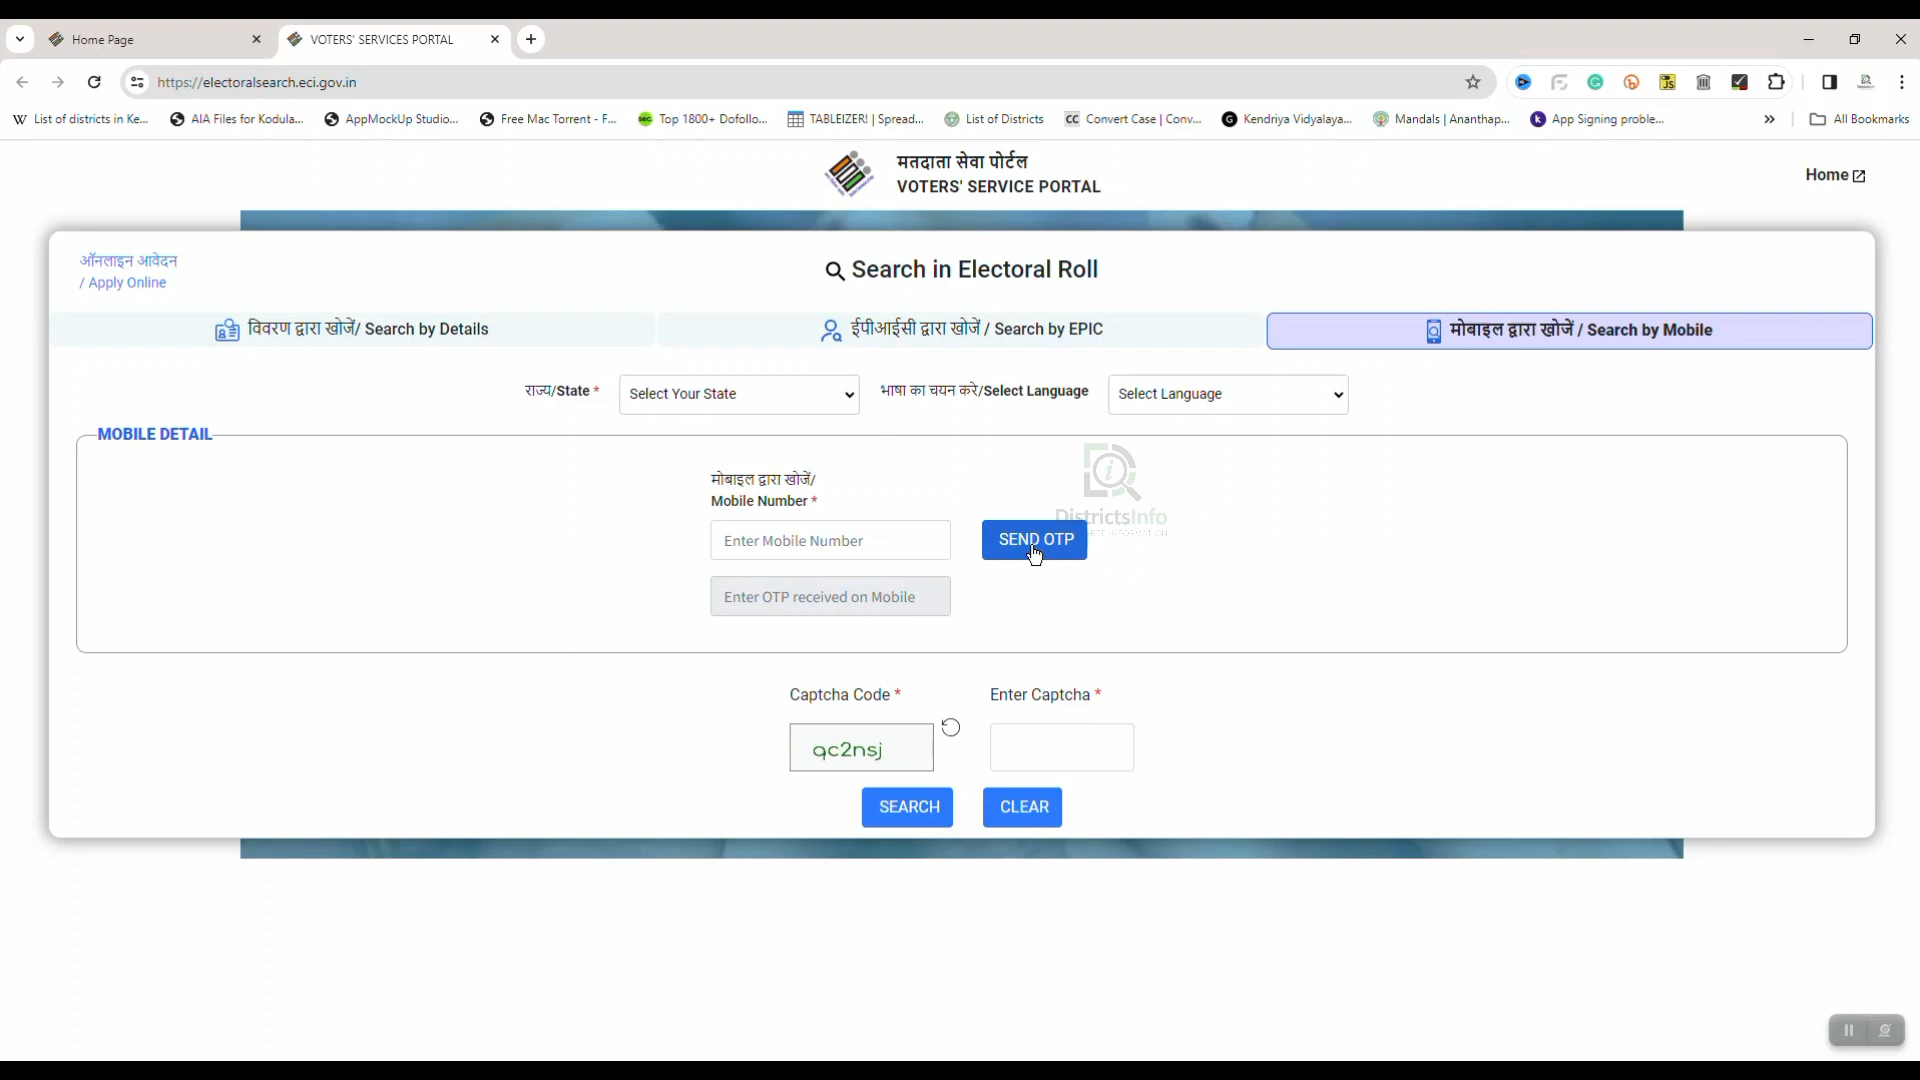 Home Page
VOTERS' SERVICES PORTAL
https://electoralsearch.eci.gov.in
List of districts in Ke...
AIA Files for Kodula...
AppMockUp Studio...
Free Mac Torrent - F...
Top 1800+ Dofollo...
TABLEIZER! | Spread...
List of Districts
CC Convert Case | Conv...
Kendriya Vidyalaya...
Mandals | Ananthap...
App Signing proble...
All Bookmarks
मतदाता सेवा पोर्टल
VOTERS' SERVICE PORTAL
Home
ऑनलाइन आवेदन
/ Apply Online
Search in Electoral Roll
विवरण द्वारा खोजें/ Search by Details
ईपीआईसी द्वारा खोजें / Search by EPIC
मोबाइल द्वारा खोजें / Search by Mobile
राज्य/State *
Select Your State
भाषा का चयन करे/Select Language
Select Language
MOBILE DETAIL
मोबाइल द्वारा खोजें/
Mobile Number *
Enter Mobile Number
SEND OTP
DistrictsInfo
Enter OTP received on Mobile
Captcha Code *
Enter Captcha *
qc2nsj
SEARCH
CLEAR